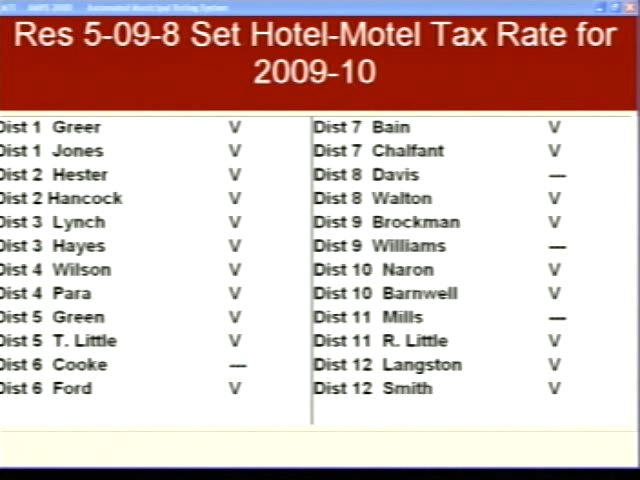 Automated Municipal Voting System
Res 5-09-8 Set Hotel-Motel Tax Rate for
2009-10
Dist 1 Greer V
Dist 1 Jones V
Dist 2 Hester V
Dist 2 Hancock V
Dist 3 Lynch V
Dist 3 Hayes V
Dist 4 Wilson V
Dist 4 Para V
Dist 5 Green V
Dist 5 T. Little V
Dist 6 Cooke ---
Dist 6 Ford V
Dist 7 Bain V
Dist 7 Chalfant V
Dist 8 Davis ---
Dist 8 Walton V
Dist 9 Brockman V
Dist 9 Williams ---
Dist 10 Naron V
Dist 10 Barnwell V
Dist 11 Mills ---
Dist 11 R. Little V
Dist 12 Langston V
Dist 12 Smith V